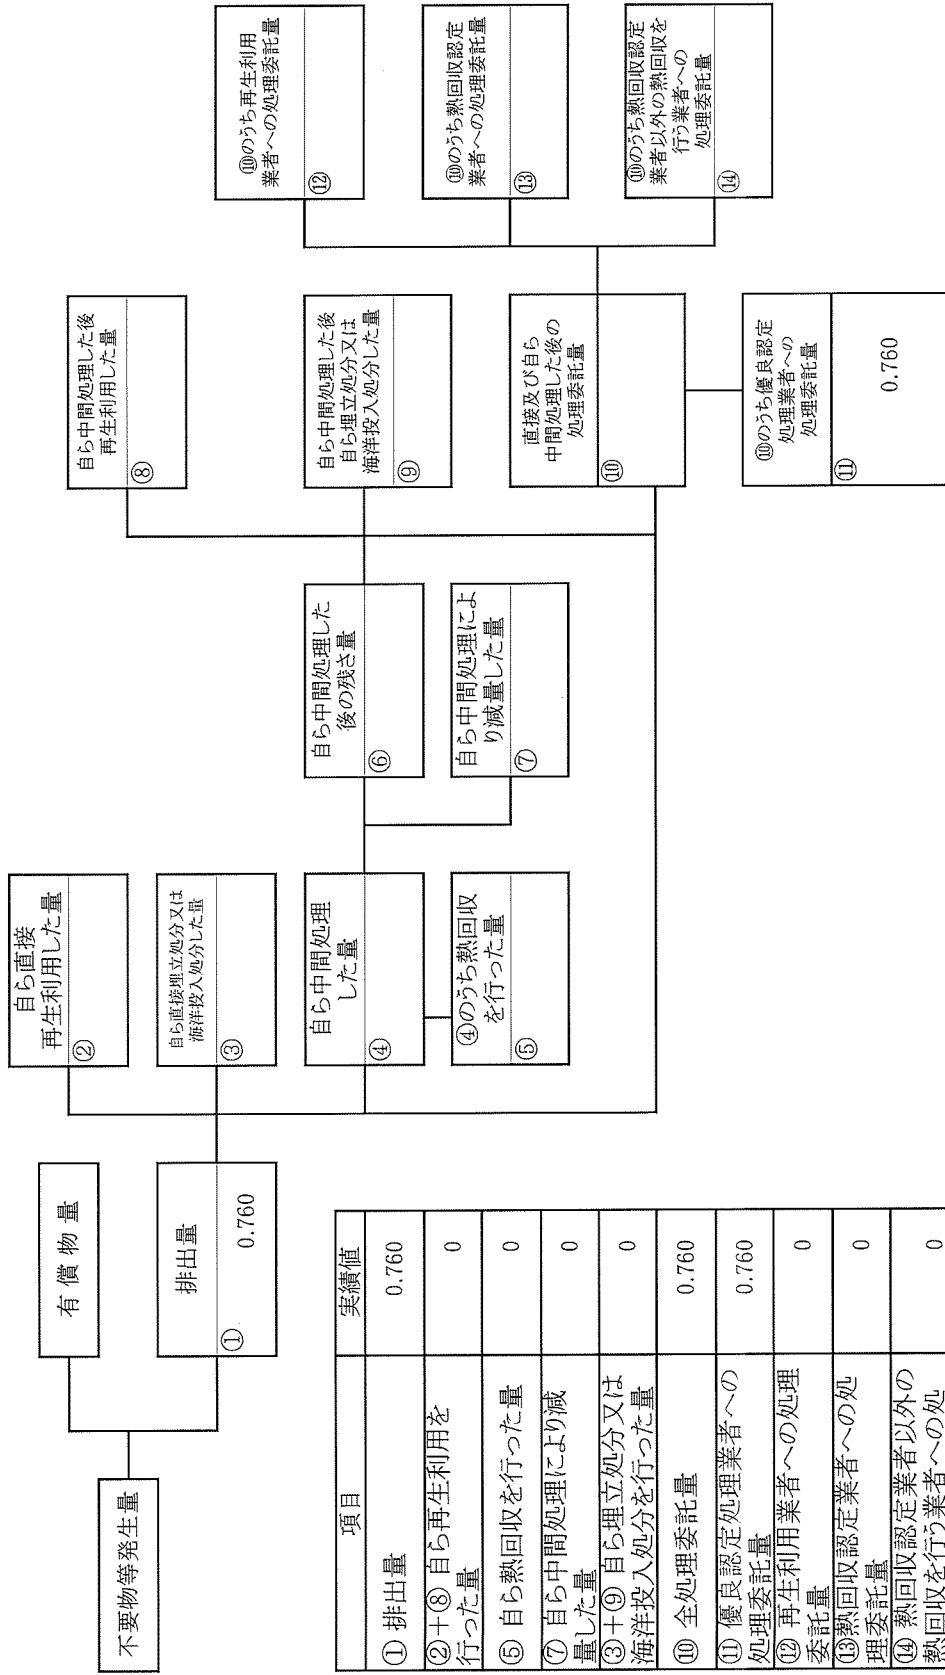 不要物等発生量
有 償 物 量
排出量
①
0.760
自ら直接
再生利用した量
②
自ら直接埋立処分又は
海洋投入処分した量
③
自ら中間処理
した量
④
④のうち熱回収
を行った量
⑤
自ら中間処理した
後の残さ量
⑥
自ら中間処理によ
り減量した量
⑦
自ら中間処理した後
再生利用した量
⑧
自ら中間処理した後
自ら埋立処分又は
海洋投入処分した量
⑨
直接及び自ら
中間処理した後の
処理委託量
⑩
⑩のうち優良認定
処理業者への
処理委託量
⑪
0.760
⑩のうち再生利用
業者への処理委託量
⑫
⑩のうち熱回収認定
業者への処理委託量
⑬
⑩のうち熱回収認定
業者以外の熱回収を
行う業者への
処理委託量
⑭
項目 実績値
① 排出量 0.760
②+⑧ 自ら再生利用を
行った量 0
⑤ 自ら熱回収を行った量 0
⑦ 自ら中間処理により減
量した量 0
③+⑨ 自ら埋立処分又は
海洋投入処分を行った量 0
⑩ 全処理委託量 0.760
⑪ 優良認定処理業者への
処理委託量 0.760
⑫ 再生利用業者への処理
委託量 0
⑬熱回収認定業者への処
理委託量 0
⑭ 熱回収認定業者以外の
熱回収を行う業者への処 0